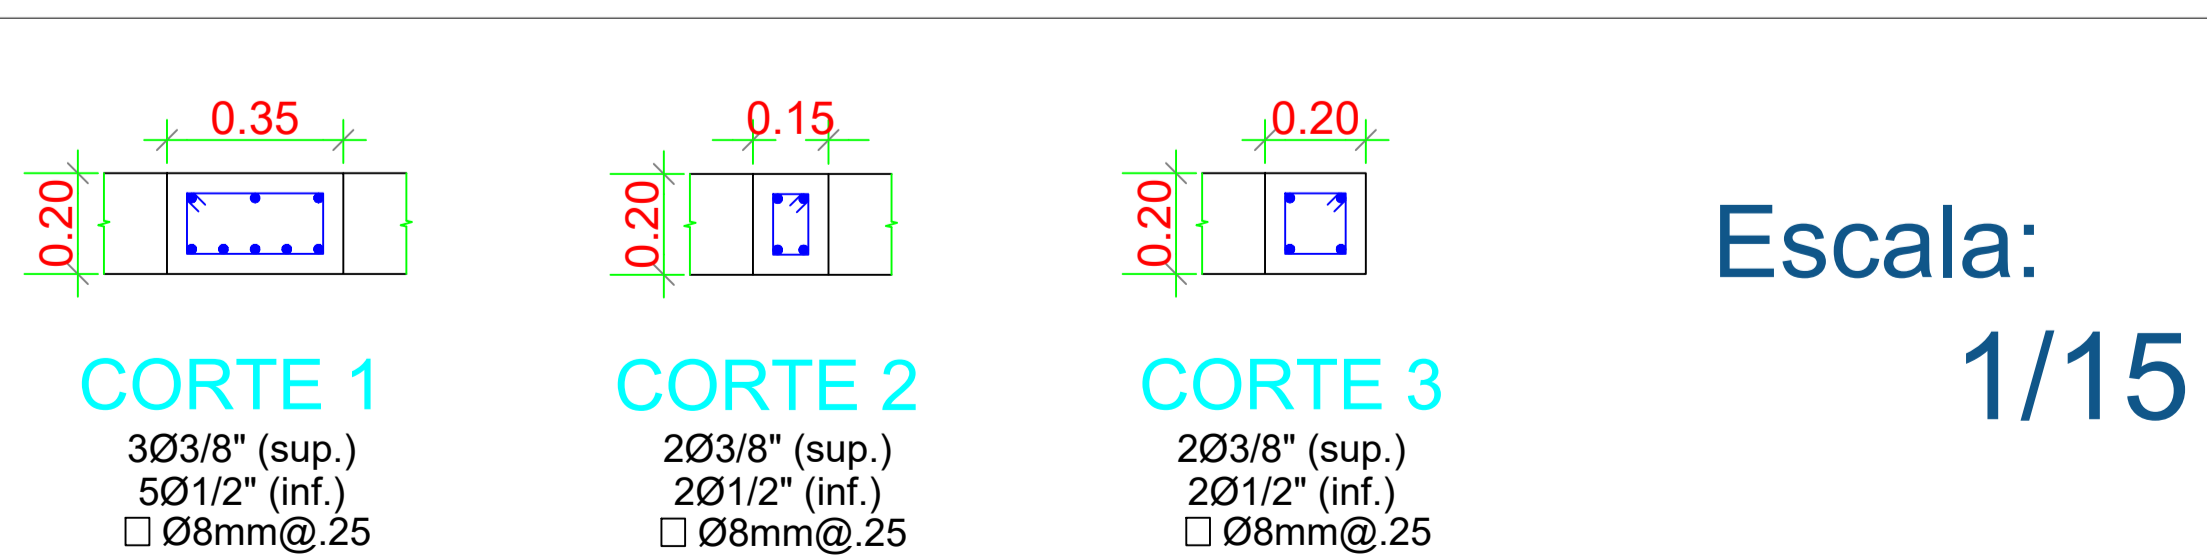 0.35
0.20
CORTE 1
3Ø3/8" (sup.)
5Ø1/2" (inf.)
□ Ø8mm@.25
0.15
0.20
CORTE 2
2Ø3/8" (sup.)
2Ø1/2" (inf.)
□ Ø8mm@.25
0.20
0.20
CORTE 3
2Ø3/8" (sup.)
2Ø1/2" (inf.)
□ Ø8mm@.25
Escala:
1/15